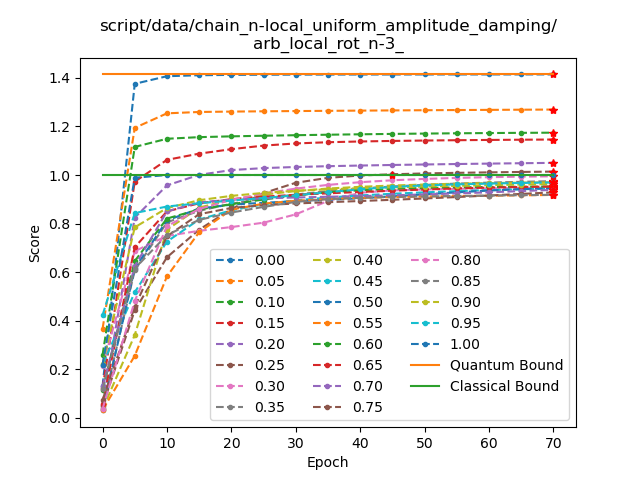 script/data/chain_n-local_uniform_amplitude_damping/
arb_local_rot_n-3_
1.4
1.2
1.0
0.8
0.6
0.4
0.2
0.0
Score
0.00 0.40 0.80
0.05 0.45 0.85
0.10 0.50 0.90
0.15 0.55 0.95
0.20 0.60 1.00
0.25 0.65 Quantum Bound
0.30 0.70 Classical Bound
0.35 0.75
0 10 20 30 40 50 60 70
Epoch